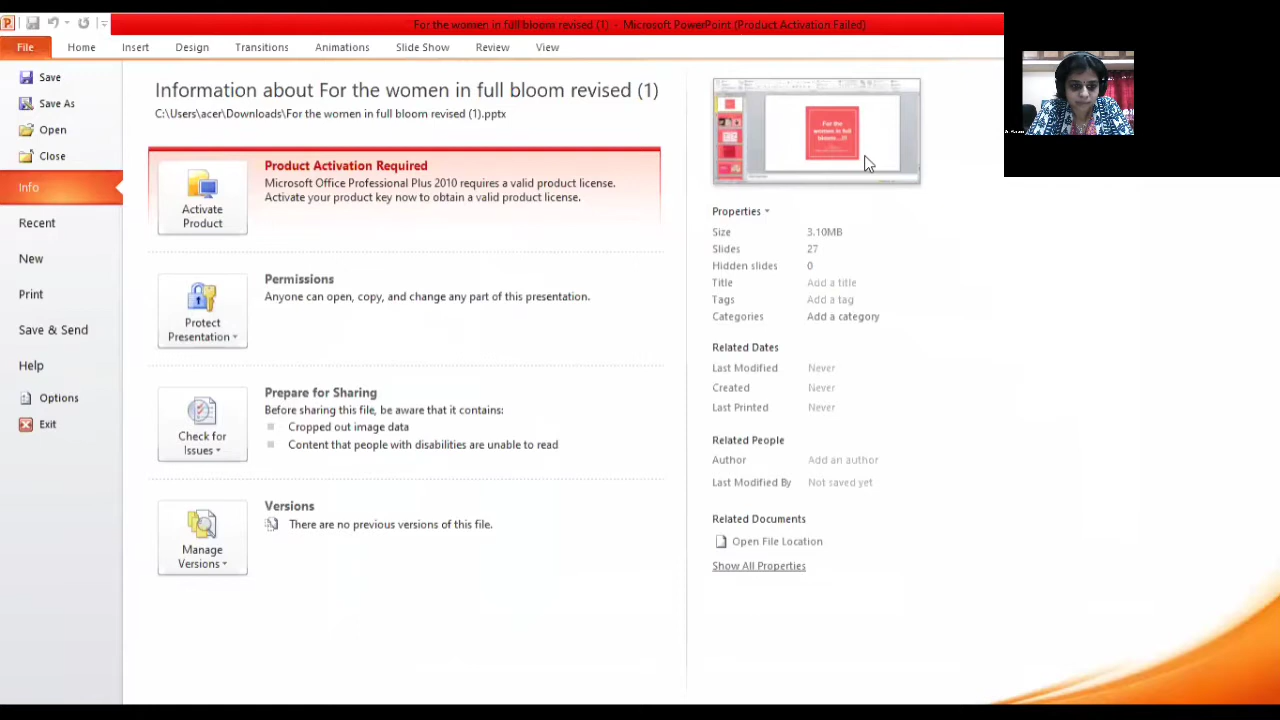 For the women in full bloom revised (1) - Microsoft PowerPoint (Product Activation Failed)
File Home Insert Design Transitions Animations Slide Show Review View
Save
Save As
Open
Close
Info
Recent
New
Print
Save & Send
Help
Options
Exit
Information about For the women in full bloom revised (1)
C:\Users\acer\Downloads\For the women in full bloom revised (1).pptx
Activate
Product
Product Activation Required
Microsoft Office Professional Plus 2010 requires a valid product license.
Activate your product key now to obtain a valid product license.
Protect
Presentation
Permissions
Anyone can open, copy, and change any part of this presentation.
Check for
Issues
Prepare for Sharing
Before sharing this file, be aware that it contains:
Cropped out image data
Content that people with disabilities are unable to read
Manage
Versions
Versions
There are no previous versions of this file.
For the
women in full
bloom...!!!
Properties
Size 3.10MB
Slides 27
Hidden slides 0
Title Add a title
Tags Add a tag
Categories Add a category
Related Dates
Last Modified Never
Created Never
Last Printed Never
Related People
Author Add an author
Last Modified By Not saved yet
Related Documents
Open File Location
Show All Properties